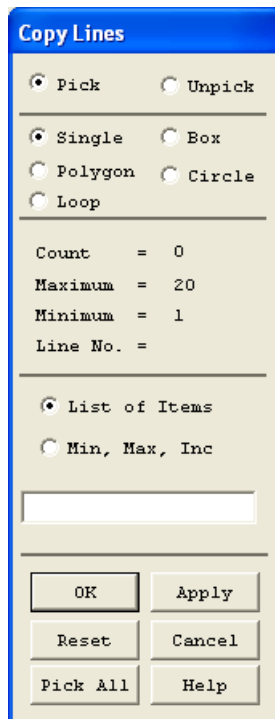 Copy Lines
Pick Unpick
Single Box
Polygon Circle
Loop
Count = 0
Maximum = 20
Minimum = 1
Line No. =
List of Items
Min, Max, Inc
OK Apply
Reset Cancel
Pick All Help